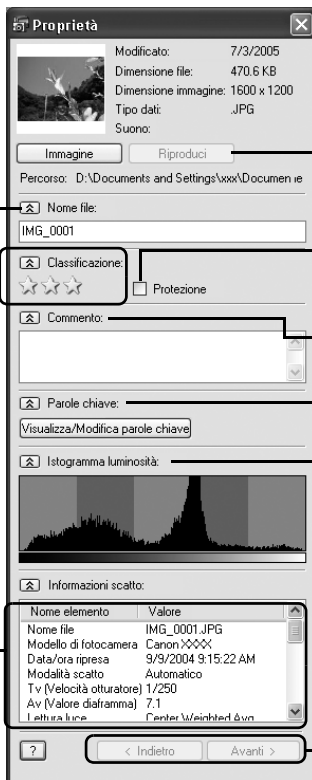 Proprietà
Modificato: 7/3/2005
Dimensione file: 470.6 KB
Dimensione immagine: 1600 x 1200
Tipo dati: .JPG
Suono:
Immagine Riproduci
Percorso: D:\Documents and Settings\xxx\Documen ıe
Nome file:
IMG_0001
Classificazione:
Protezione
Commento:
Parole chiave:
Visualizza/Modifica parole chiave
Istogramma luminosità:
Informazioni scatto:
Nome elemento Valore
Nome file IMG_0001.JPG
Modello di fotocamera Canon XXXX
Data/ora ripresa 9/9/2004 9:15:22 AM
Modalità scatto Automatico
Tv (Velocità otturatore) 1/250
Av (Valore diaframma) 7.1
Lettura luce Center Weighted Avg
? < Indietro Avanti >